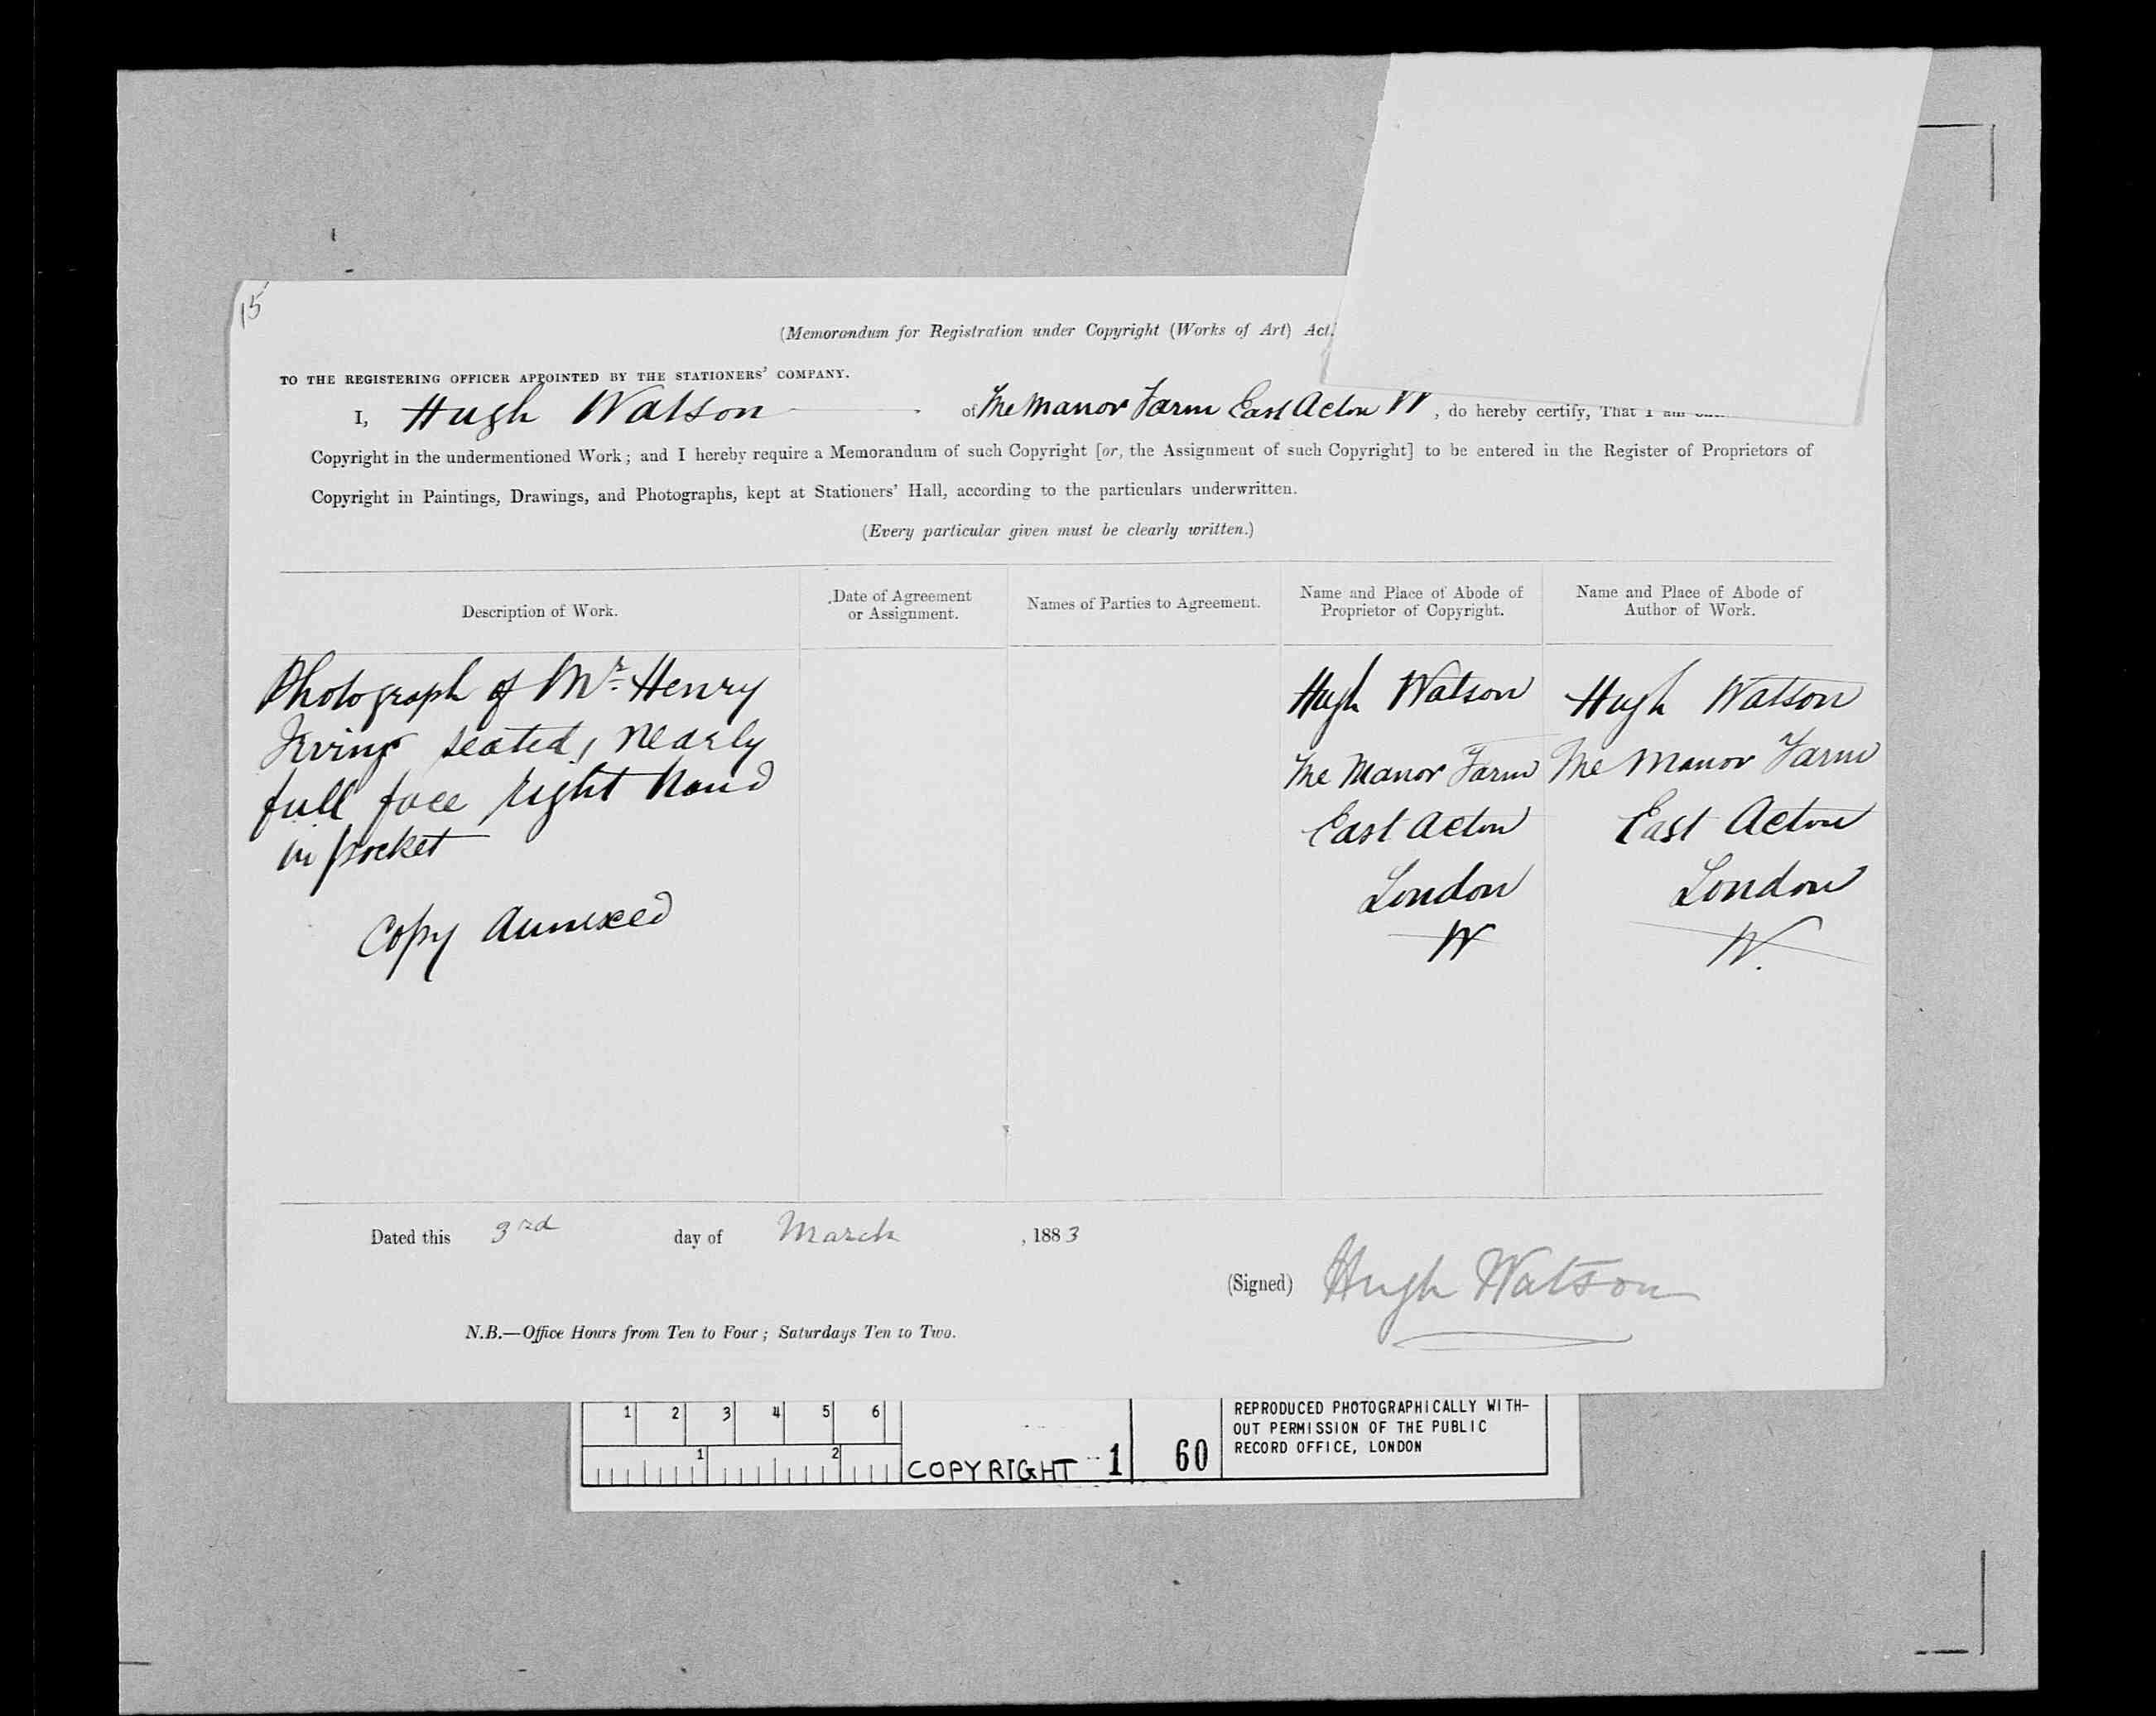 15
(Memorandum for Registration under Copyright (Works of Art) Act.
TO THE REGISTERING OFFICER APPOINTED BY THE STATIONERS' COMPANY.
I, Hugh Watson of The Manor Farm East Acton W, do hereby certify, That I am
Copyright in the undermentioned Work; and I hereby require a Memorandum of such Copyright [or, the Assignment of such Copyright] to be entered in the Register of Proprietors of
Copyright in Paintings, Drawings, and Photographs, kept at Stationers' Hall, according to the particulars underwritten.
(Every particular given must be clearly written.)
Description of Work.
Date of Agreement
or Assignment.
Names of Parties to Agreement.
Name and Place of Abode of
Proprietor of Copyright.
Name and Place of Abode of
Author of Work.
Photograph of Mr. Henry
Irving seated, nearly
full face right hand
in pocket
Copy annexed
Hugh Watson
The Manor Farm
East Acton
London
W
Hugh Watson
The Manor Farm
East Acton
London
W.
Dated this 3rd day of March, 1883
(Signed) Hugh Watson
N.B.—Office Hours from Ten to Four; Saturdays Ten to Two.
1 2 3 4 5 6
1 2
COPYRIGHT - 1
60
REPRODUCED PHOTOGRAPHICALLY WITH-
OUT PERMISSION OF THE PUBLIC
RECORD OFFICE, LONDON